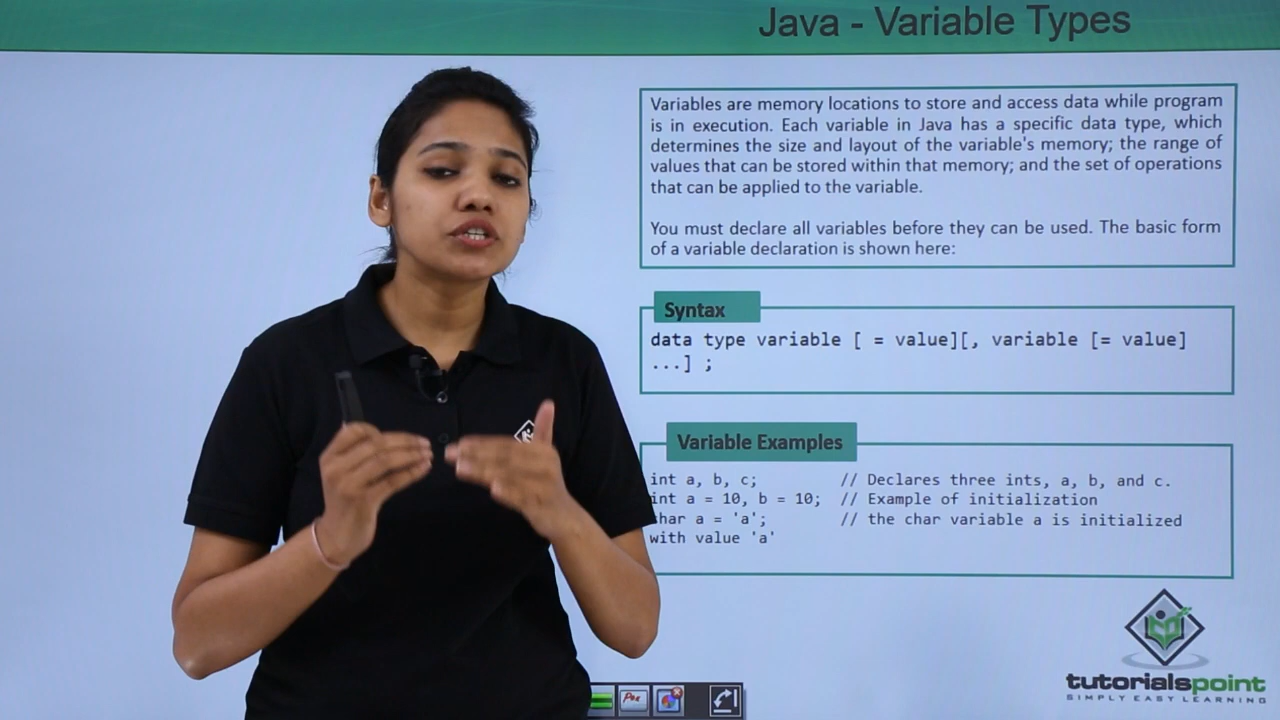 Java - Variable Types
Variables are memory locations to store and access data while program
is in execution. Each variable in Java has a specific data type, which
determines the size and layout of the variable's memory; the range of
values that can be stored within that memory; and the set of operations
that can be applied to the variable.
You must declare all variables before they can be used. The basic form
of a variable declaration is shown here:
Syntax
data type variable [ = value][, variable [= value]
...] ;
Variable Examples
int a, b, c; // Declares three ints, a, b, and c.
int a = 10, b = 10; // Example of initialization
char a = 'a'; // the char variable a is initialized
with value 'a'
tutorialspoint
SIMPLY EASY LEARNING